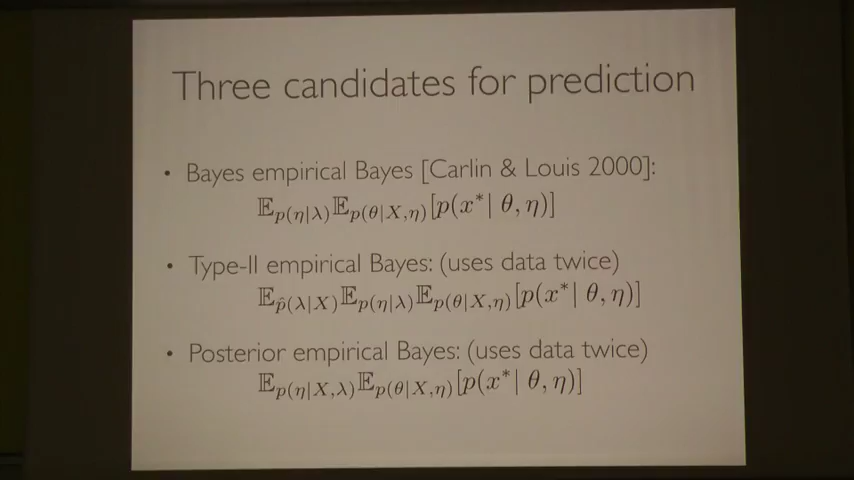 Three candidates for prediction
• Bayes empirical Bayes [Carlin & Louis 2000]:
𝔼_{p(η|λ)}𝔼_{p(θ|X,η)}[p(x*| θ, η)]
• Type-II empirical Bayes: (uses data twice)
𝔼_{p̂(λ|X)}𝔼_{p(η|λ)}𝔼_{p(θ|X,η)}[p(x*| θ, η)]
• Posterior empirical Bayes: (uses data twice)
𝔼_{p(η|X,λ)}𝔼_{p(θ|X,η)}[p(x*| θ, η)]